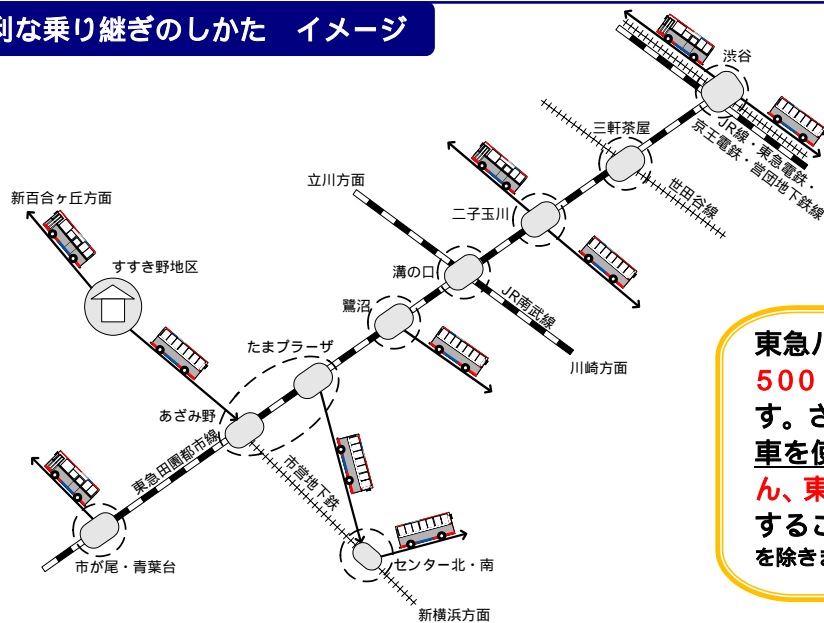 利な乗り継ぎのしかた　イメージ
渋谷
三軒茶屋
JR線・東急電鉄・
京王電鉄・営団地下鉄線
世田谷線
二子玉川
立川方面
新百合ヶ丘方面
すすき野地区
溝の口
JR南武線
鷺沼
川崎方面
たまプラーザ
あざみ野
東急田園都市線
市営地下鉄
市が尾・青葉台
センター北・南
新横浜方面
東急バ
５００
す。さ
車を使
ん、東
するこ
を除きま